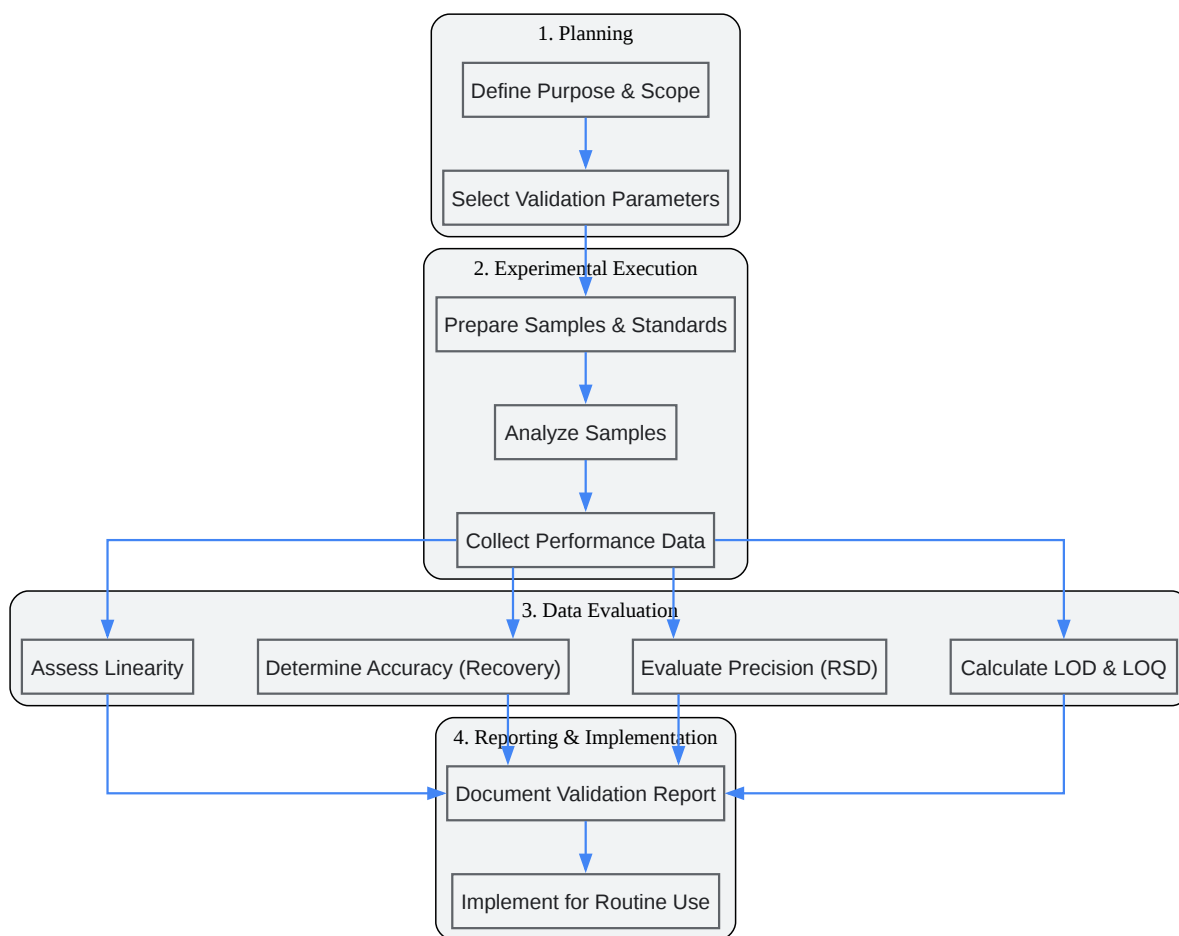 1. Planning
Define Purpose & Scope
Select Validation Parameters
2. Experimental Execution
Prepare Samples & Standards
Analyze Samples
Collect Performance Data
3. Data Evaluation
Assess Linearity
Determine Accuracy (Recovery)
Evaluate Precision (RSD)
Calculate LOD & LOQ
4. Reporting & Implementation
Document Validation Report
Implement for Routine Use